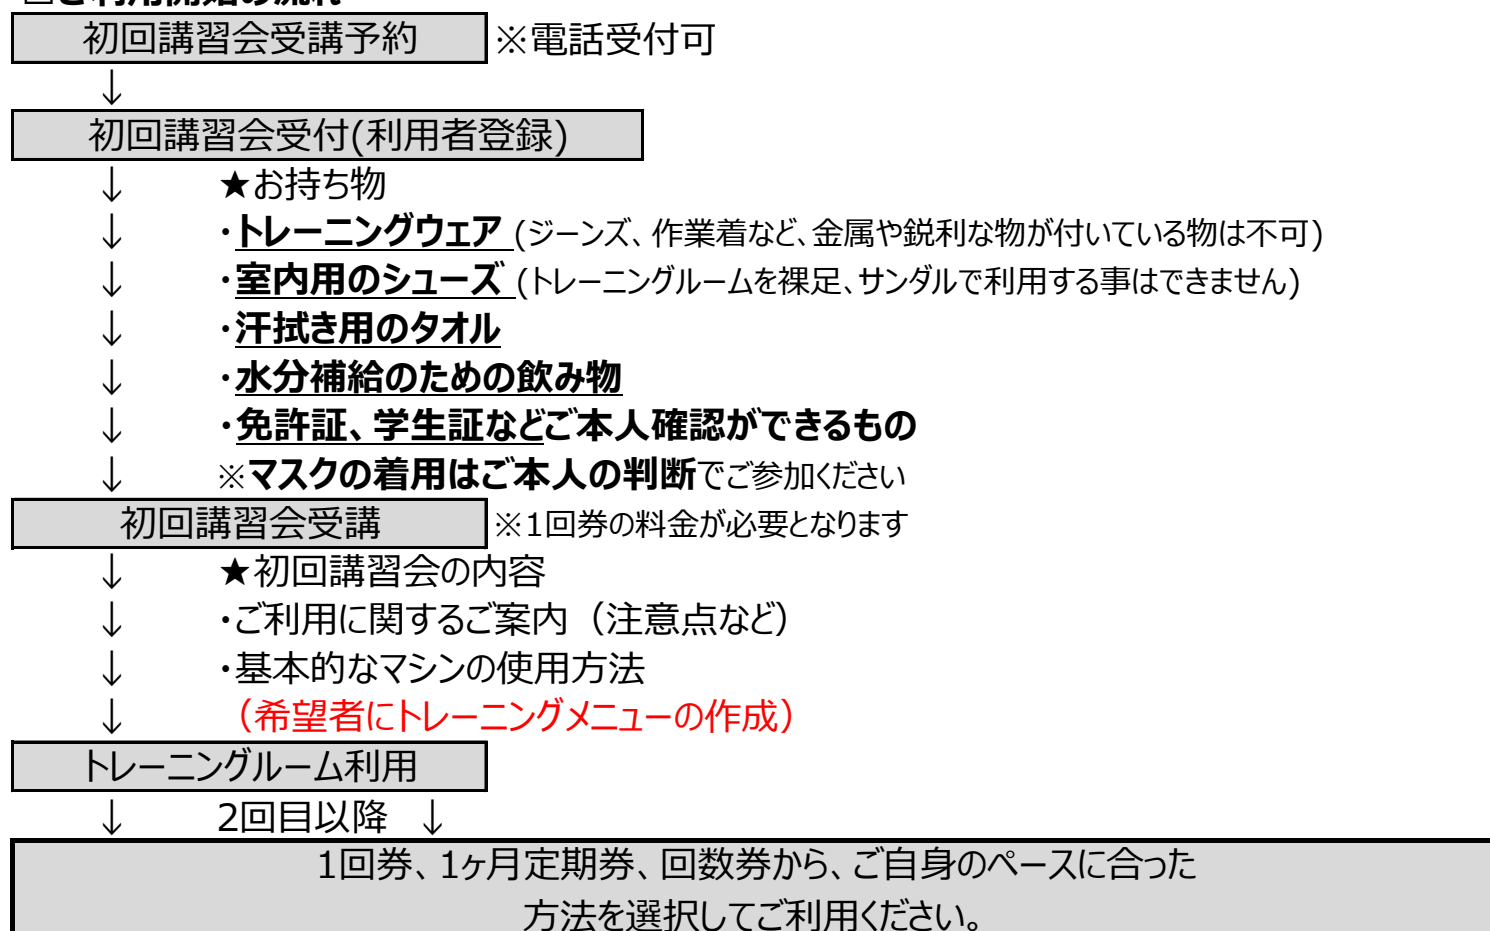 □ご利用開始の流れ
初回講習会受講予約 ※電話受付可
↓
初回講習会受付(利用者登録)
↓ ★お持ち物
↓ ・トレーニングウェア (ジーンズ、作業着など、金属や鋭利な物が付いている物は不可)
↓ ・室内用のシューズ (トレーニングルームを裸足、サンダルで利用する事はできません)
↓ ・汗拭き用のタオル
↓ ・水分補給のための飲み物
↓ ・免許証、学生証などご本人確認ができるもの
↓ ※マスクの着用はご本人の判断でご参加ください
初回講習会受講 ※1回券の料金が必要となります
↓ ★初回講習会の内容
↓ ・ご利用に関するご案内（注意点など）
↓ ・基本的なマシンの使用方法
↓ （希望者にトレーニングメニューの作成）
トレーニングルーム利用
↓ 2回目以降 ↓
1回券、1ヶ月定期券、回数券から、ご自身のペースに合った
方法を選択してご利用ください。